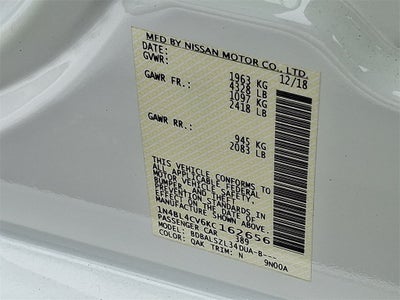 MFD BY NISSAN MOTOR CO., LTD.
DATE: 12/18
GVWR: 1963 KG
4328 LB
GAWR FR.: 1097 KG
2418 LB
GAWR RR.: 945 KG
2083 LB
THIS VEHICLE CONFORMS TO
ALL APPLICABLE FEDERAL
MOTOR VEHICLE SAFETY,
BUMPER AND THEFT
PREVENTION STANDARDS IN
EFFECT ON THE DATE OF
MANUFACTURE SHOWN ABOVE.
1N4BL4CV6KC162656
PASSENGER CAR 389
MODEL: BDBALSZL34DUA-B---
COLOR: QAK TRIM: N 9N00A